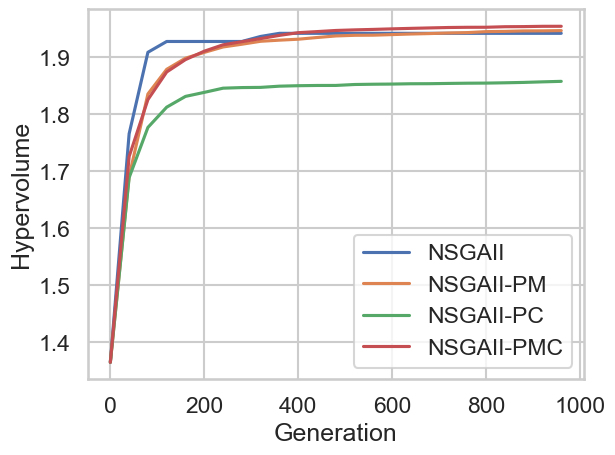 Hypervolume
1.9
1.8
1.7
1.6
1.5
1.4
NSGAII
NSGAII-PM
NSGAII-PC
NSGAII-PMC
0 200 400 600 800 1000
Generation